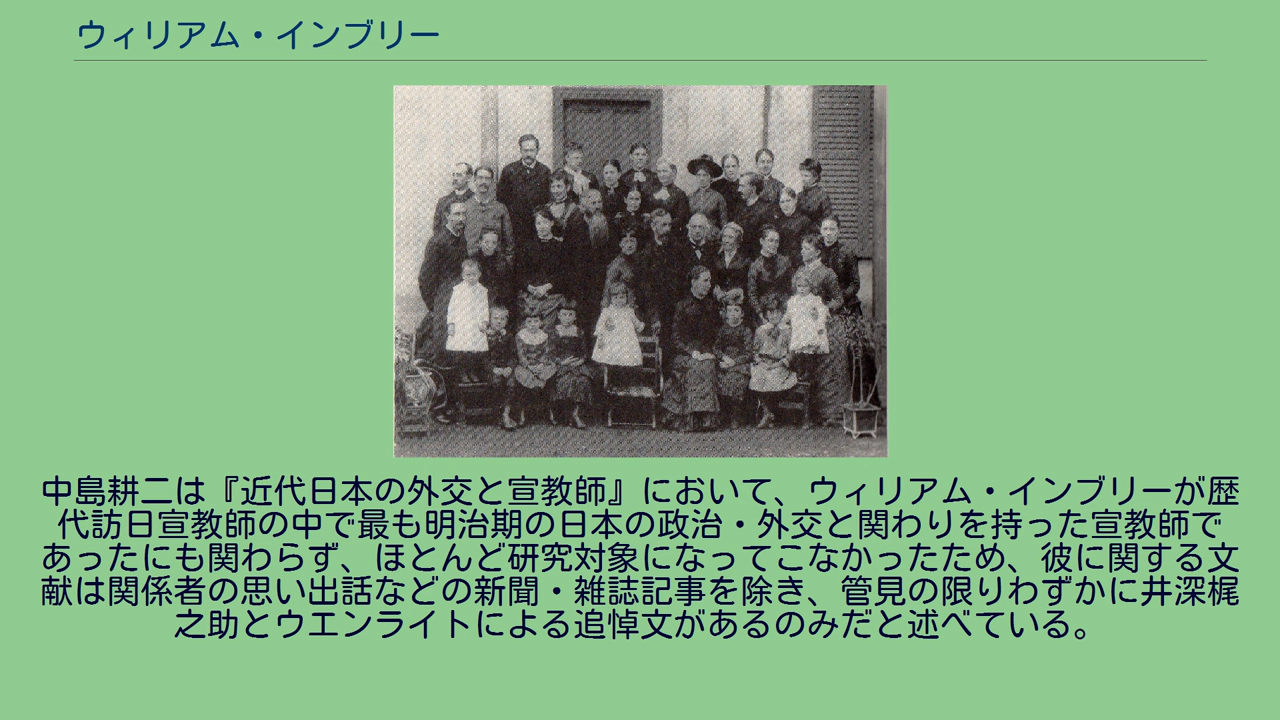 ウィリアム・インブリー
中島耕二は『近代日本の外交と宣教師』において、ウィリアム・インブリーが歴
代訪日宣教師の中で最も明治期の日本の政治・外交と関わりを持った宣教師で
あったにも関わらず、ほとんど研究対象になってこなかったため、彼に関する文
献は関係者の思い出話などの新聞・雑誌記事を除き、管見の限りわずかに井深梶
之助とウエンライトによる追悼文があるのみだと述べている。